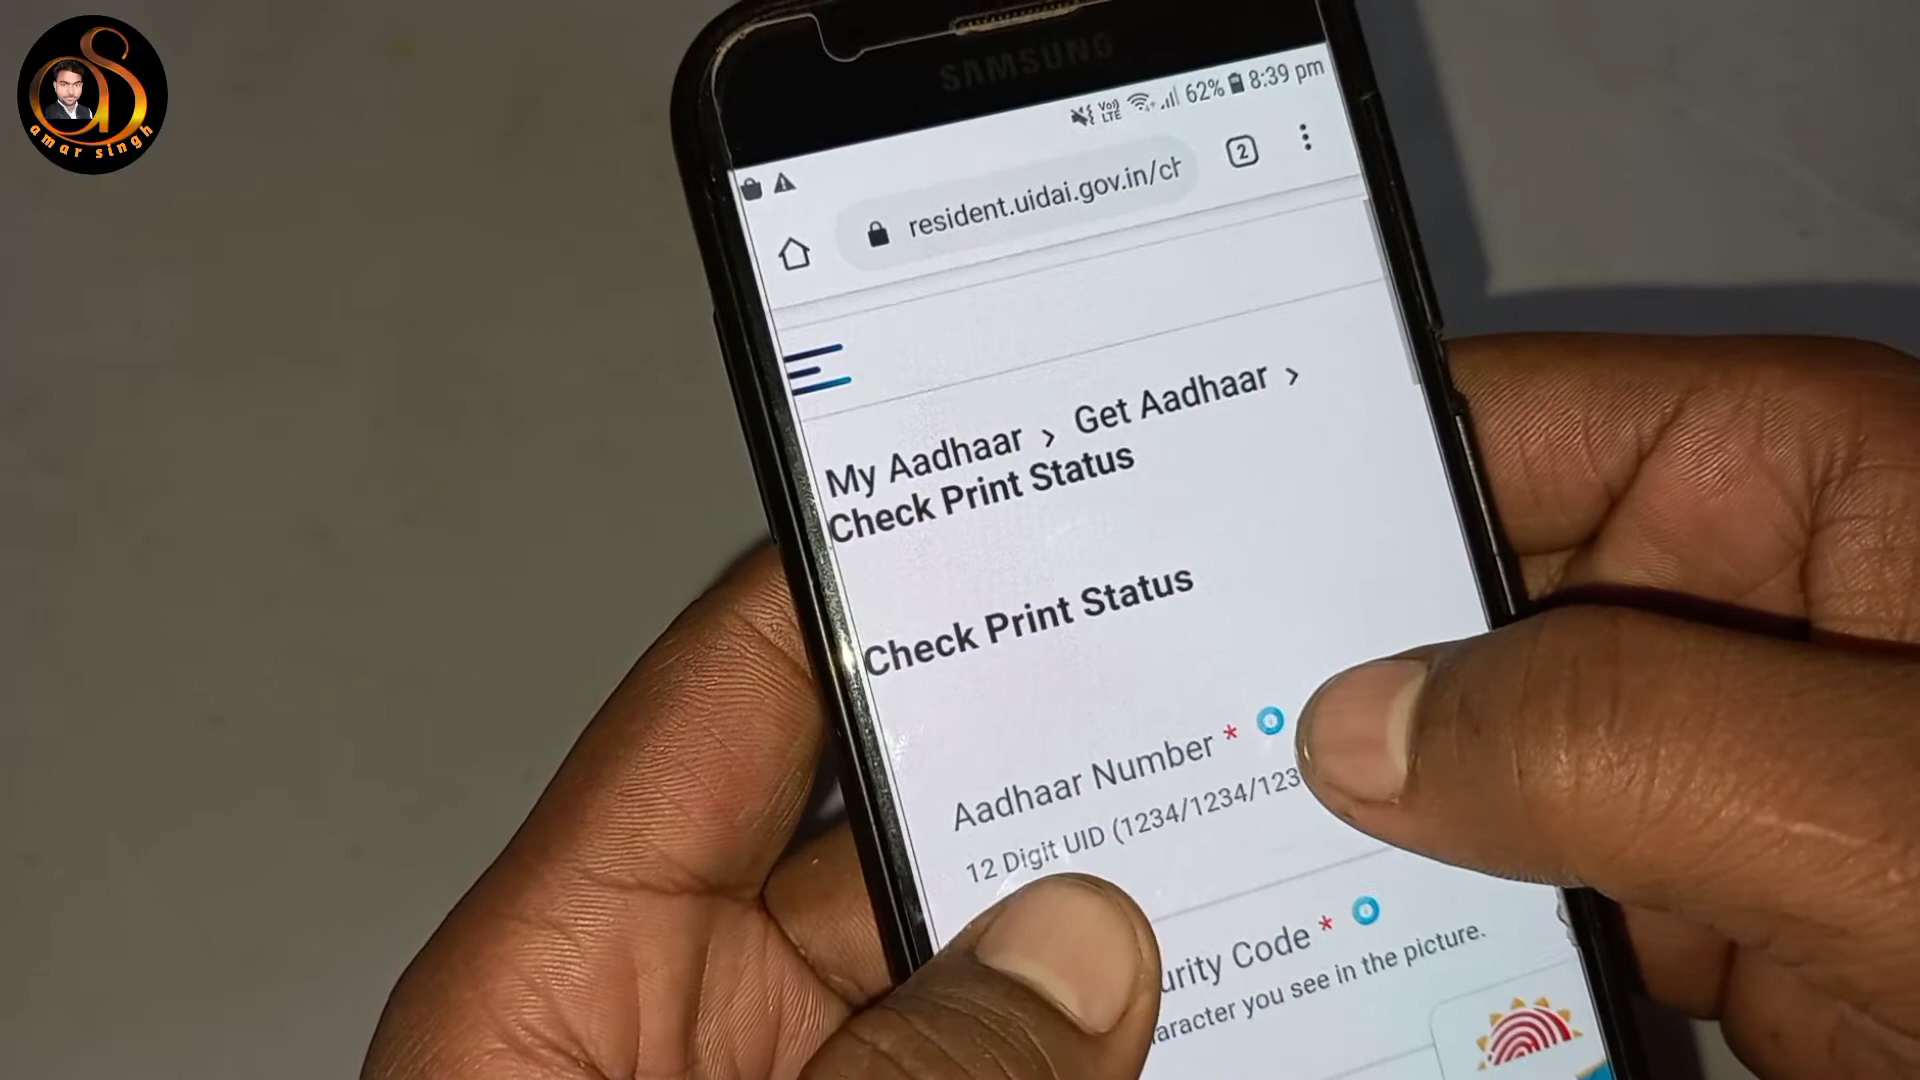 amar singh
SAMSUNG
Vo))
LTE
62%
8:39 pm
resident.uidai.gov.in/ch
2
My Aadhaar > Get Aadhaar >
Check Print Status
Check Print Status
Aadhaar Number *
12 Digit UID (1234/1234/123
urity Code *
aracter you see in the picture.